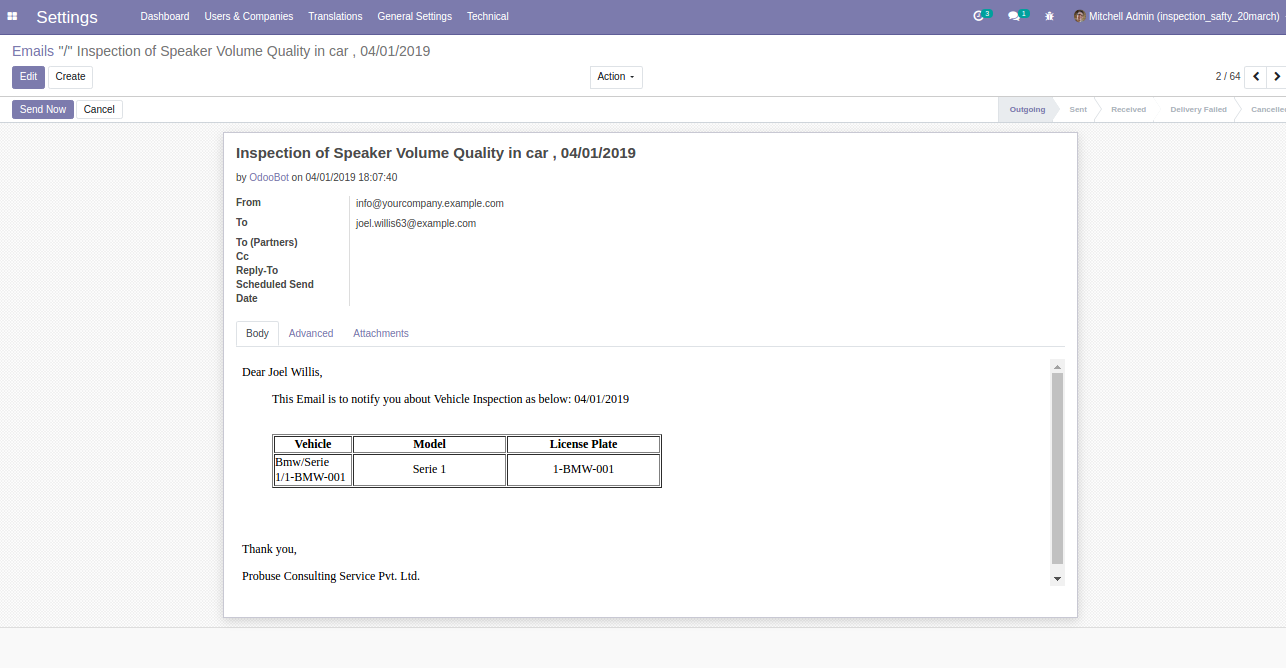 Settings Dashboard Users & Companies Translations General Settings Technical 3 1 Mitchell Admin (inspection_safty_20march)
Emails "/" Inspection of Speaker Volume Quality in car , 04/01/2019
Edit Create Action 2 / 64
Send Now Cancel Outgoing Sent Received Delivery Failed Cancelled
Inspection of Speaker Volume Quality in car , 04/01/2019
by OdooBot on 04/01/2019 18:07:40
From info@yourcompany.example.com
To joel.willis63@example.com
To (Partners)
Cc
Reply-To
Scheduled Send
Date
Body Advanced Attachments
Dear Joel Willis,
This Email is to notify you about Vehicle Inspection as below: 04/01/2019
Vehicle Model License Plate
Bmw/Serie
1/1-BMW-001 Serie 1 1-BMW-001
Thank you,
Probuse Consulting Service Pvt. Ltd.